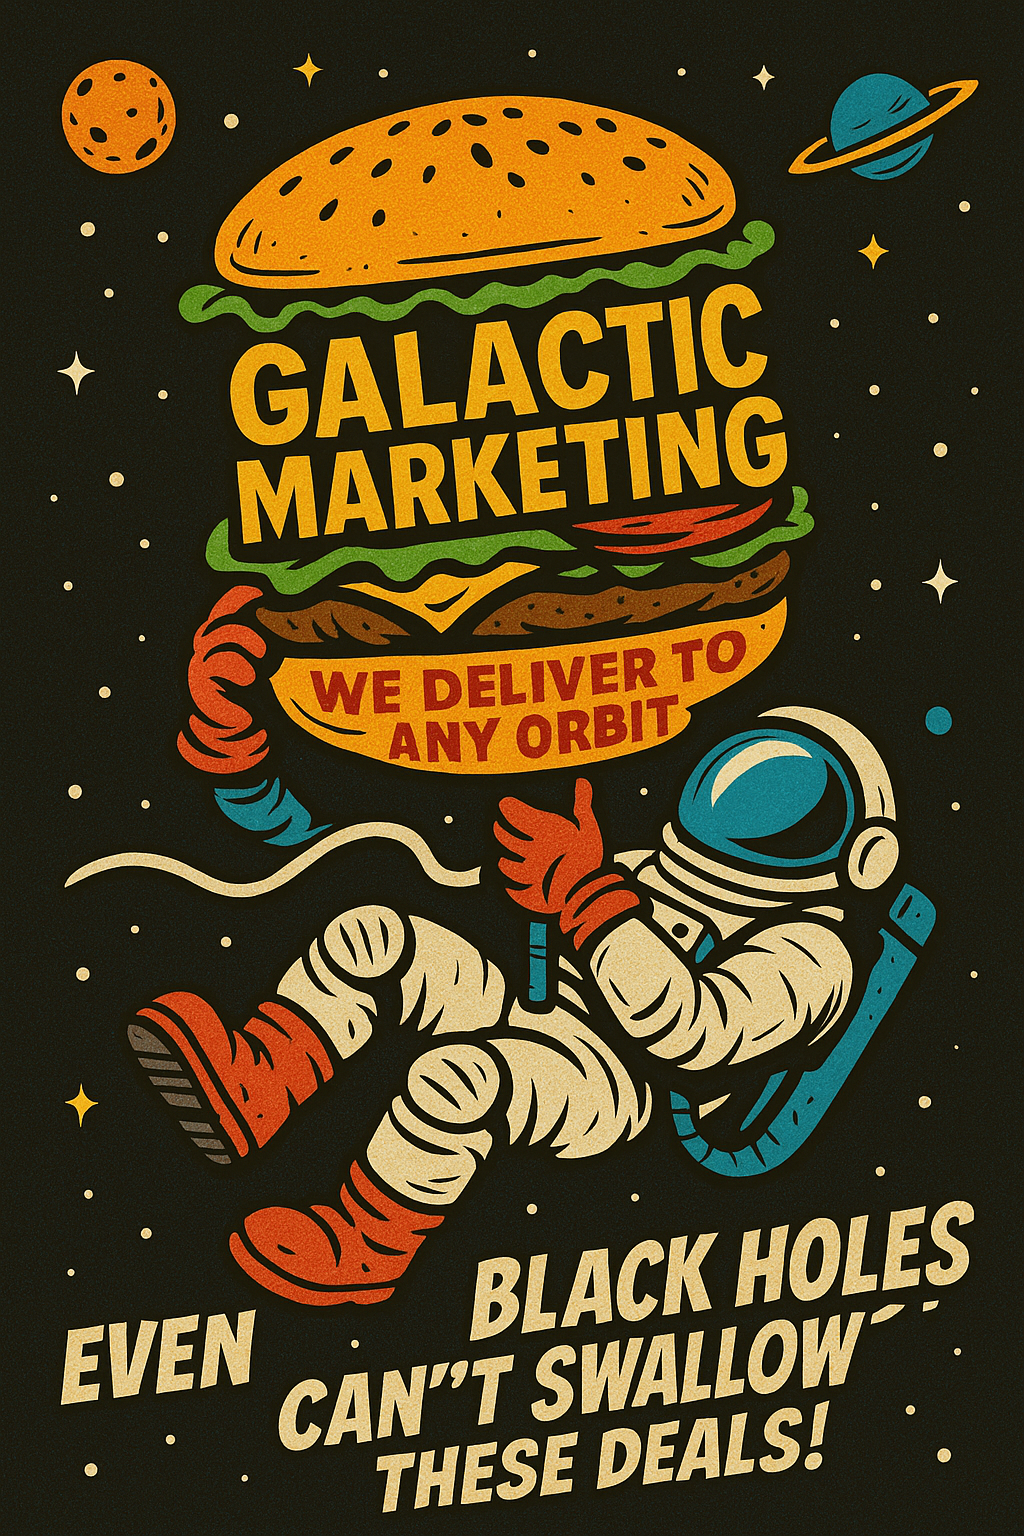 GALACTIC
MARKETING
WE DELIVER TO
ANY ORBIT
EVEN
BLACK HOLES
CAN"T SWALLOW
THESE DEALS!